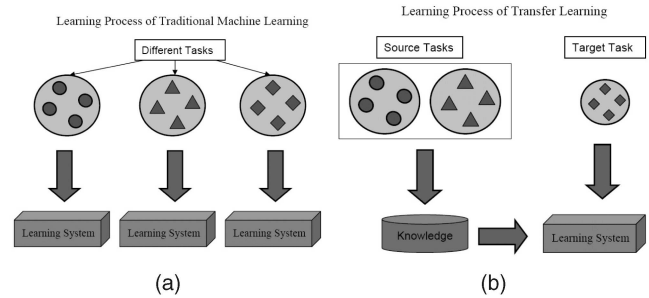 Learning Process of Traditional Machine Learning
Different Tasks
Learning System
Learning System
Learning System
(a)
Learning Process of Transfer Learning
Source Tasks
Target Task
Knowledge
Learning System
(b)